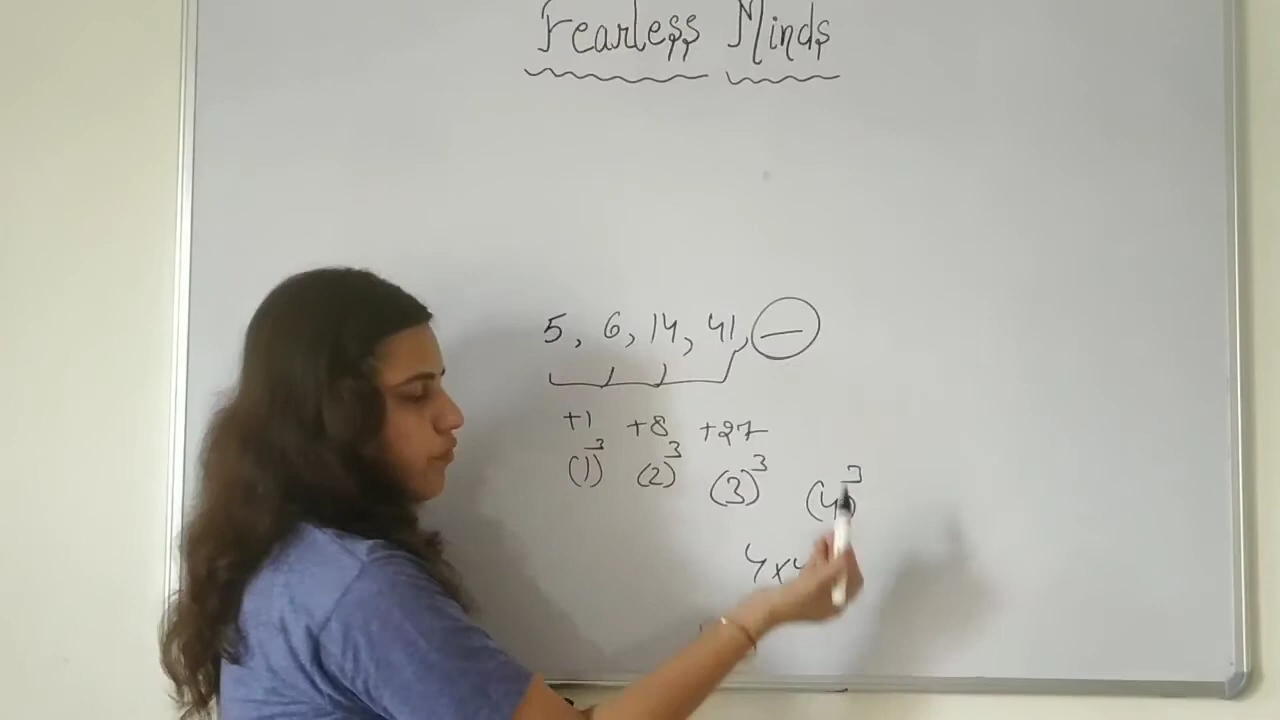 Fearless Minds
5, 6, 14, 41, —
+1 +8 +27
(1)³ (2)³ (3)³ (4)³
4x4